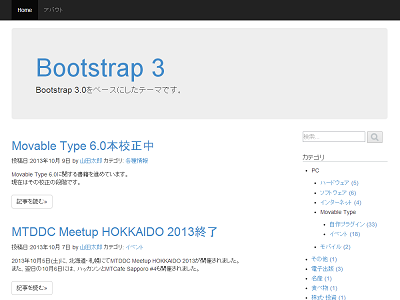 Home アバウト
Bootstrap 3
Bootstrap 3.0をベースにしたテーマです。
Movable Type 6.0本校正中
投稿日:2013年10月 9日 by 山田太郎 カテゴリ: 各種情報
Movable Type 6.0に関する書籍を進めています。
現在はその校正の段階です。
記事を読む»
MTDDC Meetup HOKKAIDO 2013終了
投稿日:2013年10月 7日 by 山田太郎 カテゴリ: イベント
2013年10月5日(土)に、北海道・札幌にてMTDDC Meetup HOKKAIDO 2013が開催されました。
また、翌日の10月6日には、ハッカソンとMTCafe Sapporo #4も開催されました。
記事を読む»
検索...
カテゴリ
PC
ハードウェア (5)
ソフトウェア (6)
インターネット (4)
Movable Type
自作プラグイン (33)
イベント (18)
モバイル (2)
その他 (1)
電子出版 (3)
名産 (1)
食べ物 (1)
株式投資 (1)